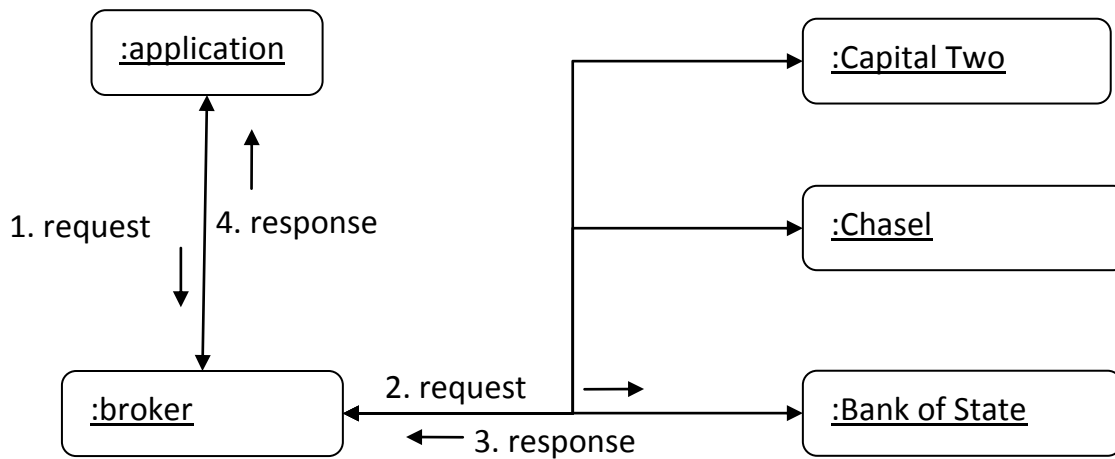 :application
:Capital Two
1. request
4. response
:Chasel
:broker
2. request
3. response
:Bank of State